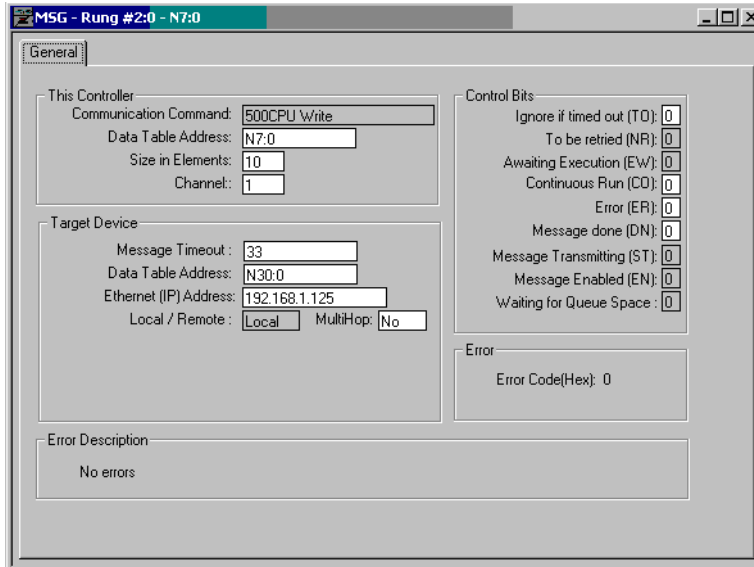 MSG - Rung #2:0 - N7:0
General
This Controller
Communication Command: 500CPU Write
Data Table Address: N7:0
Size in Elements: 10
Channel:: 1
Target Device
Message Timeout : 33
Data Table Address: N30:0
Ethernet (IP) Address: 192.168.1.125
Local / Remote : Local MultiHop: No
Control Bits
Ignore if timed out (TO): 0
To be retried (NR): 0
Awaiting Execution (EW): 0
Continuous Run (CO): 0
Error (ER): 0
Message done (DN): 0
Message Transmitting (ST): 0
Message Enabled (EN): 0
Waiting for Queue Space : 0
Error
Error Code(Hex): 0
Error Description
No errors